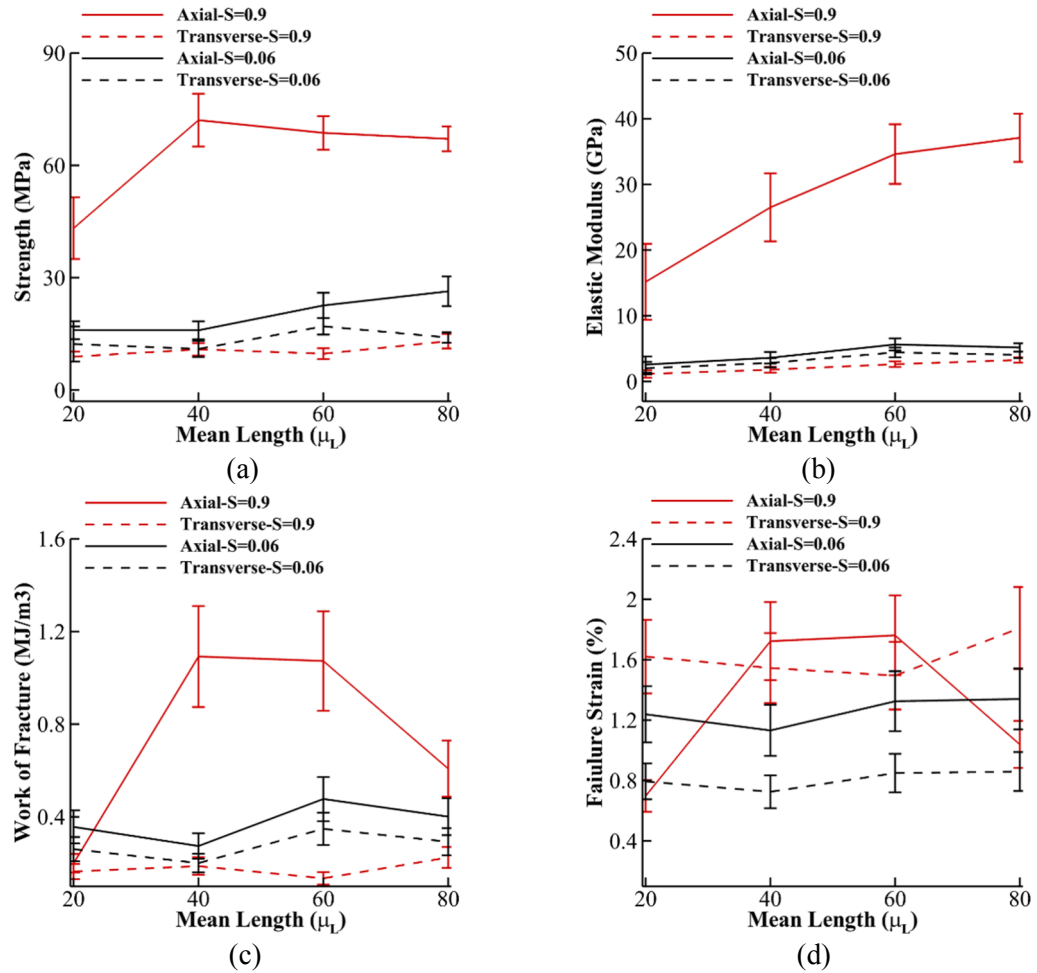 Axial-S=0.9
Transverse-S=0.9
Axial-S=0.06
Transverse-S=0.06
90
60
30
0
Strength (MPa)
20 40 60 80
Mean Length (μL)
(a)
Axial-S=0.9
Transverse-S=0.9
Axial-S=0.06
Transverse-S=0.06
50
40
30
20
10
0
Elastic Modulus (GPa)
20 40 60 80
Mean Length (μL)
(b)
Axial-S=0.9
Transverse-S=0.9
Axial-S=0.06
Transverse-S=0.06
1.6
1.2
0.8
0.4
Work of Fracture (MJ/m3)
20 40 60 80
Mean Length (μL)
(c)
Axial-S=0.9
Transverse-S=0.9
Axial-S=0.06
Transverse-S=0.06
2.4
2
1.6
1.2
0.8
0.4
Faiulure Strain (%)
20 40 60 80
Mean Length (μL)
(d)